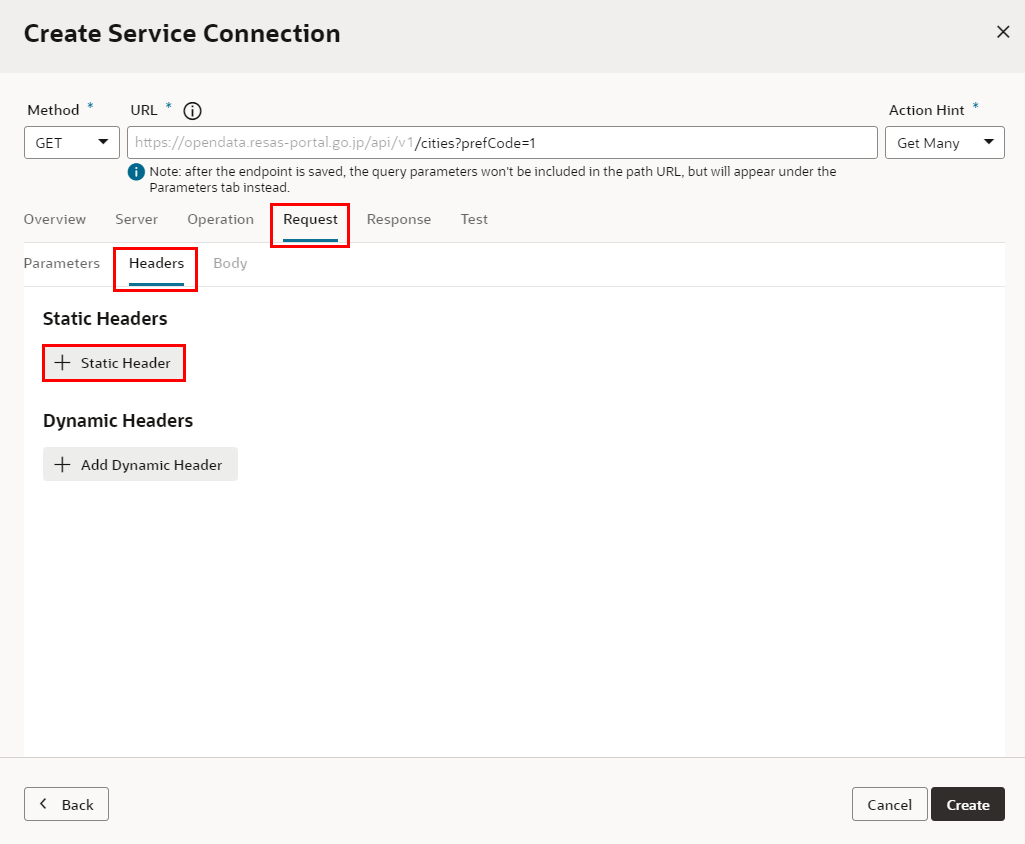 Create Service Connection
Method * URL * Action Hint *
GET https://opendata.resas-portal.go.jp/api/v1/cities?prefCode=1 Get Many
Note: after the endpoint is saved, the query parameters won't be included in the path URL, but will appear under the
Parameters tab instead.
Overview Server Operation Request Response Test
Parameters Headers Body
Static Headers
+ Static Header
Dynamic Headers
+ Add Dynamic Header
Back Cancel Create